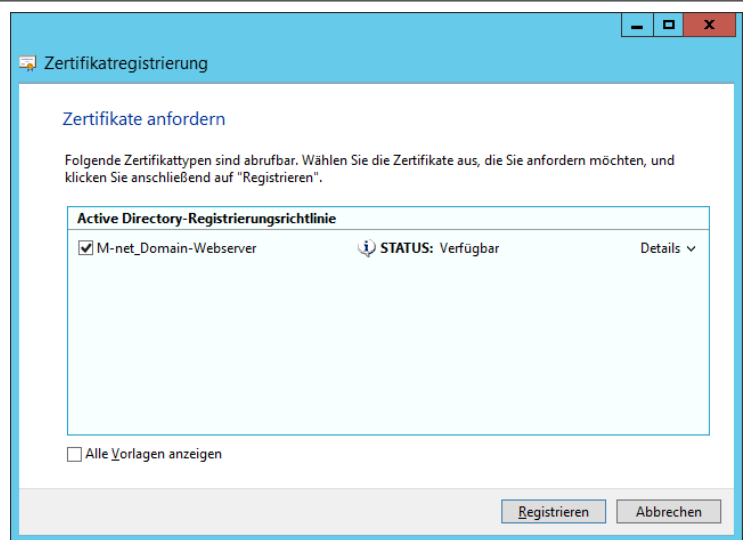 Zertifikatregistrierung
Zertifikate anfordern
Folgende Zertifikattypen sind abrufbar. Wählen Sie die Zertifikate aus, die Sie anfordern möchten, und
klicken Sie anschließend auf "Registrieren".
Active Directory-Registrierungsrichtlinie
M-net_Domain-Webserver STATUS: Verfügbar Details
Alle Vorlagen anzeigen
Registrieren Abbrechen